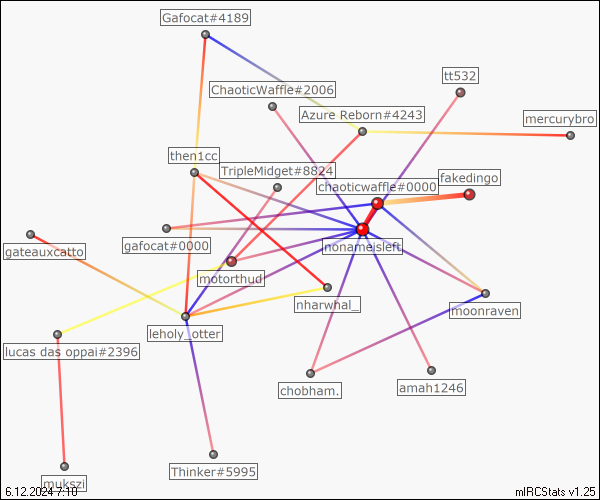 Gafocat#4189
tt532
ChaoticWaffle#2006
Azure Reborn#4243
mercurybro
then1cc
TripleMidget#8824
fakedingo
chaoticwaffle#0000
gafocat#0000
nonameisleft
gateauxcatto
motorthud
nharwhal_
moonraven
leholy_otter
lucas das oppai#2396
chobham.
amah1246
Thinker#5995
mukszi
6.12.2024 7:10
mIRCStats v1.25